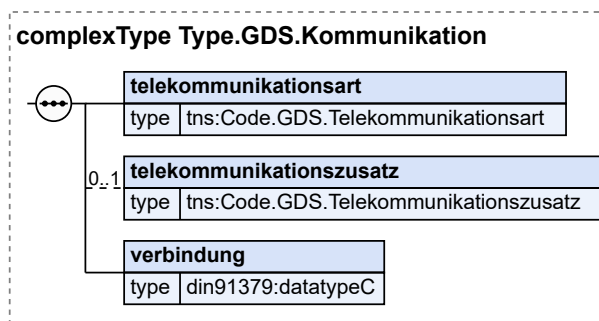 complexType Type.GDS.Kommunikation
telekommunikationsart
type tns:Code.GDS.Telekommunikationsart
0..1
telekommunikationszusatz
type tns:Code.GDS.Telekommunikationszusatz
verbindung
type din91379:datatypeC